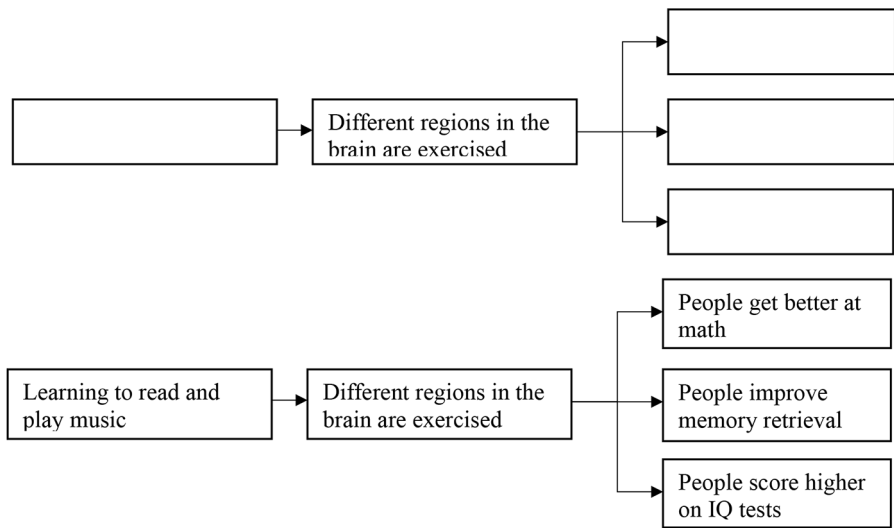 Different regions in the
brain are exercised
People get better at
math
Learning to read and
play music
Different regions in the
brain are exercised
People improve
memory retrieval
People score higher
on IQ tests